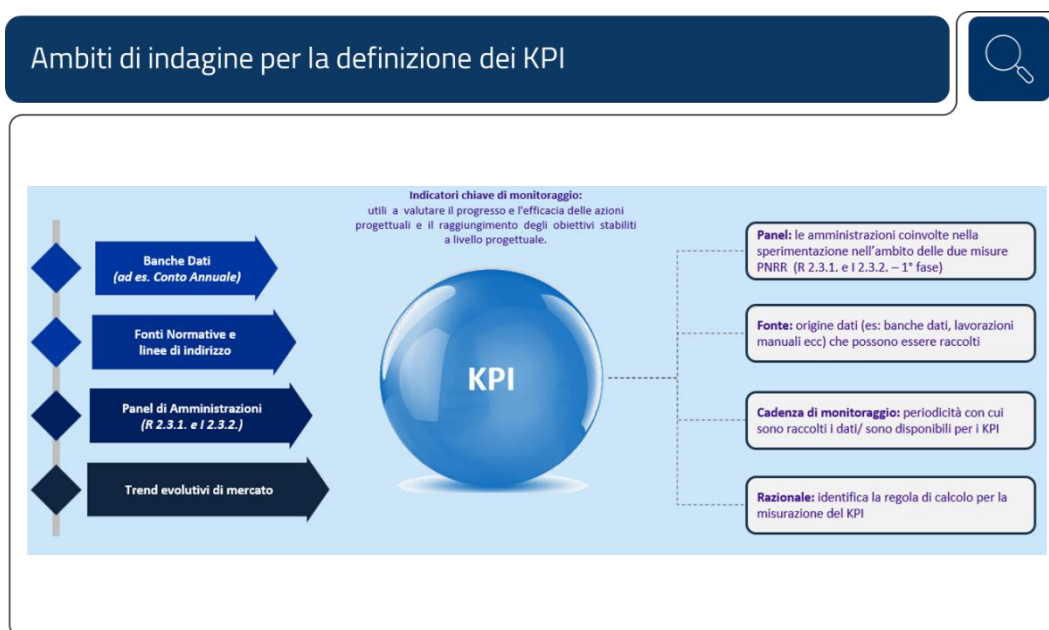 Ambiti di indagine per la definizione dei KPI
Indicatori chiave di monitoraggio:
utili a valutare il progresso e l'efficacia delle azioni
progettuali e il raggiungimento degli obiettivi stabiliti
a livello progettuale.
Banche Dati
(ad es. Conto Annuale)
Fonti Normative e
linee di indirizzo
Panel di Amministrazioni
(R 2.3.1. e I 2.3.2.)
Trend evolutivi di mercato
KPI
Panel: le amministrazioni coinvolte nella
sperimentazione nell'ambito delle due misure
PNRR (R 2.3.1. e I 2.3.2. – 1° fase)
Fonte: origine dati (es: banche dati, lavorazioni
manuali ecc) che possono essere raccolti
Cadenza di monitoraggio: periodicità con cui
sono raccolti i dati/ sono disponibili per i KPI
Razionale: identifica la regola di calcolo per la
misurazione del KPI